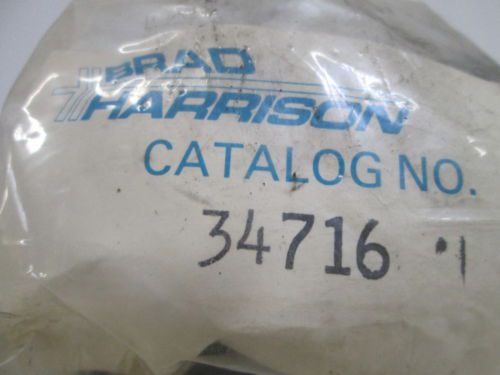 BRAD
HARRISON
CATALOG NO.
34716